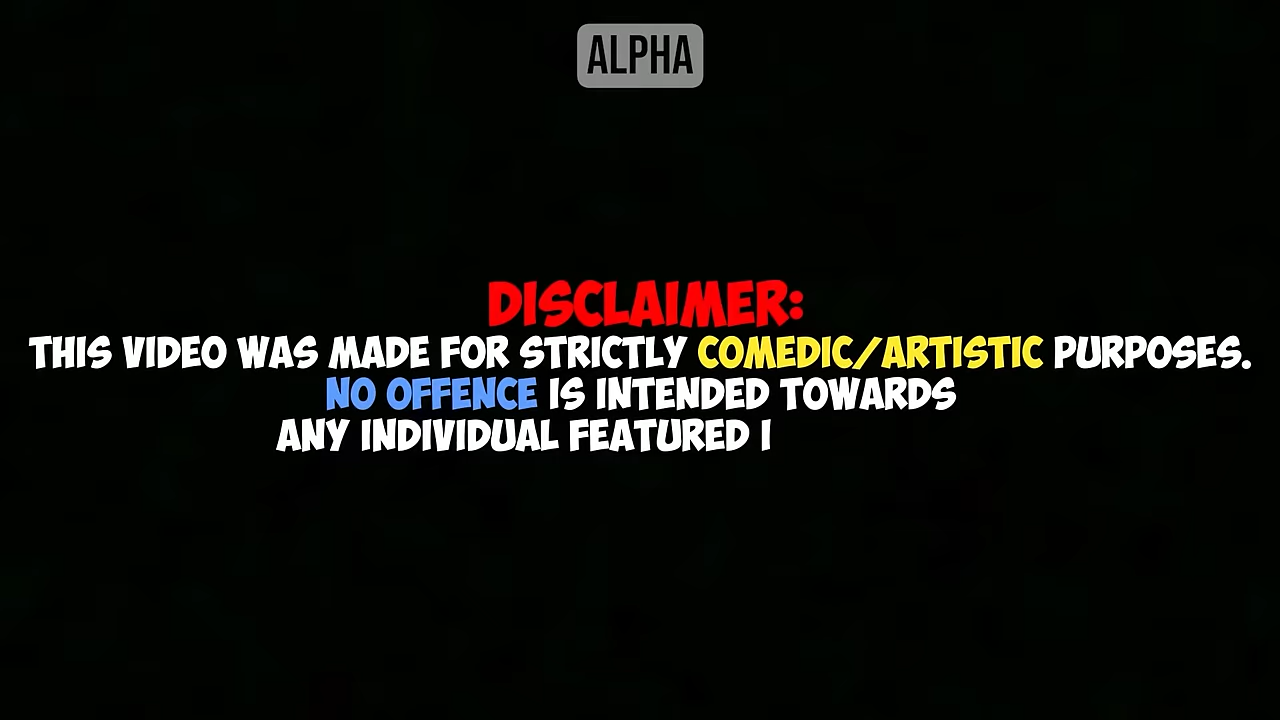 ALPHA
DISCLAIMER:
THIS VIDEO WAS MADE FOR STRICTLY COMEDIC/ARTISTIC PURPOSES.
NO OFFENCE IS INTENDED TOWARDS
ANY INDIVIDUAL FEATURED I